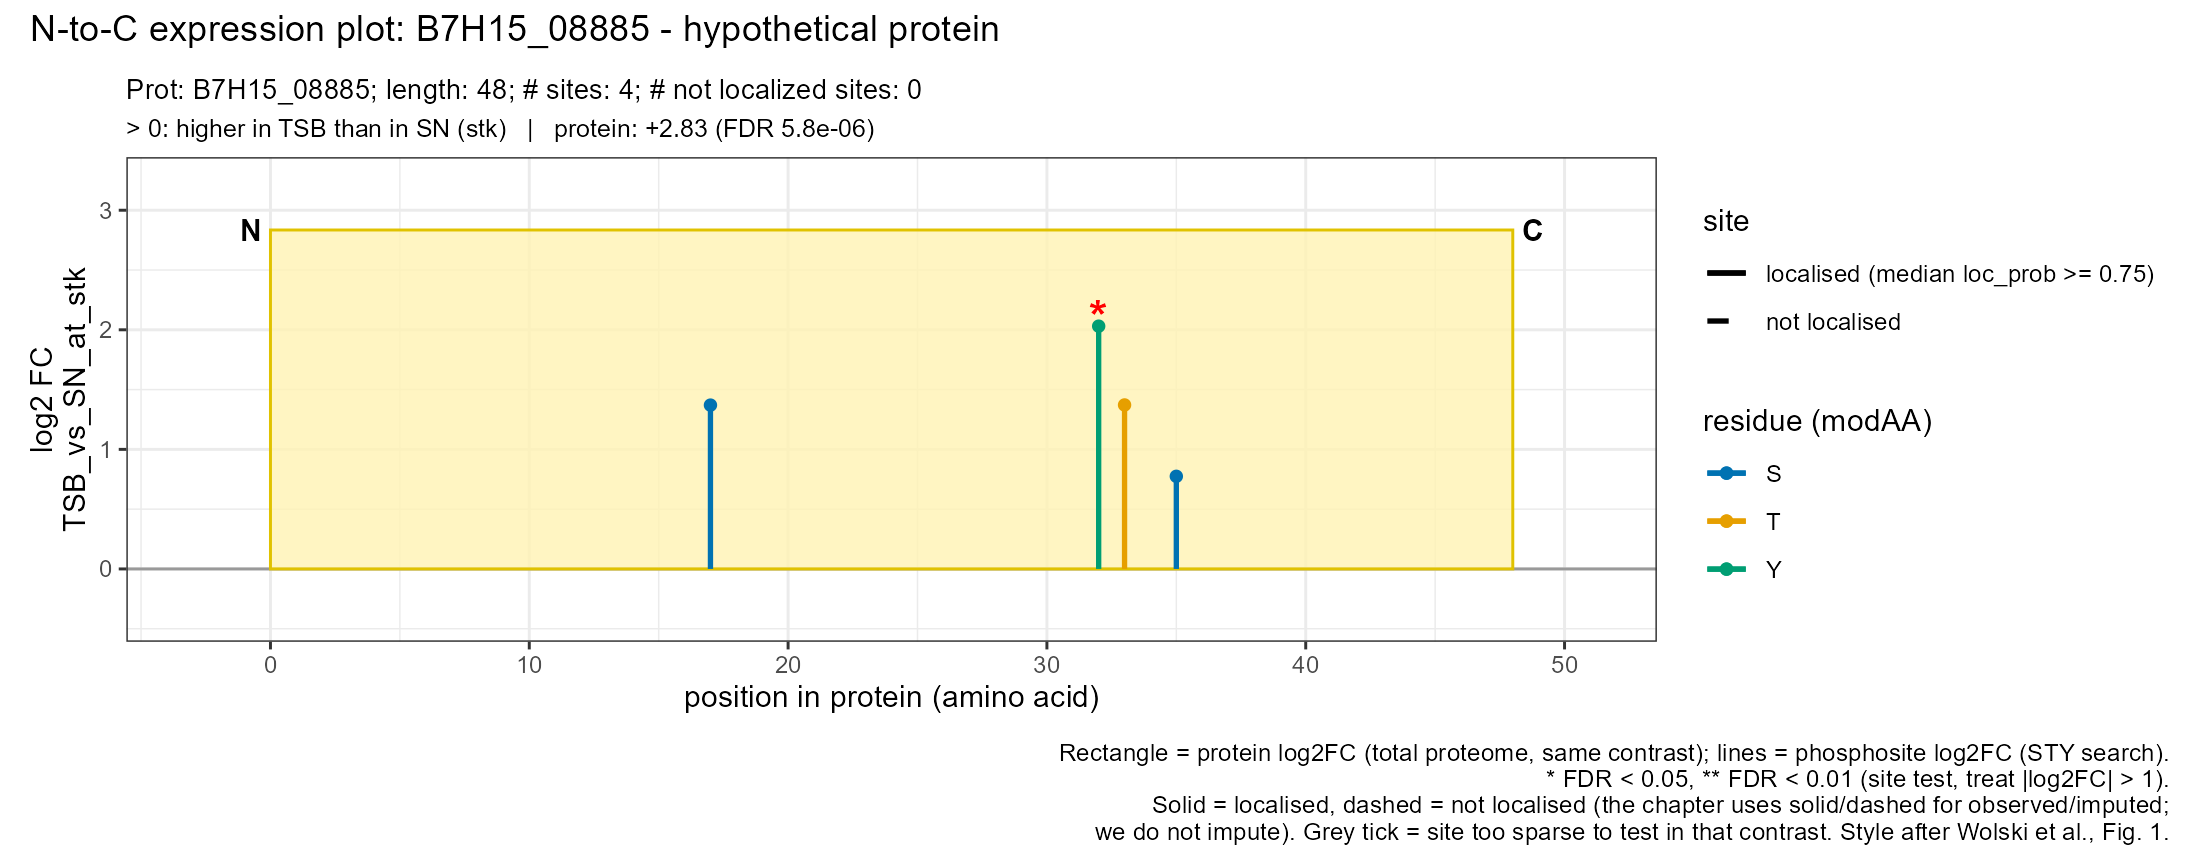 N-to-C expression plot: B7H15_08885 - hypothetical protein
Prot: B7H15_08885; length: 48; # sites: 4; # not localized sites: 0
> 0: higher in TSB than in SN (stk) | protein: +2.83 (FDR 5.8e-06)
log2 FC
TSB_vs_SN_at_stk
3
2
1
0
N
C
*
0
10
20
30
40
50
position in protein (amino acid)
site
localised (median loc_prob >= 0.75)
not localised
residue (modAA)
S
T
Y
Rectangle = protein log2FC (total proteome, same contrast); lines = phosphosite log2FC (STY search).
* FDR < 0.05, ** FDR < 0.01 (site test, treat |log2FC| > 1).
Solid = localised, dashed = not localised (the chapter uses solid/dashed for observed/imputed;
we do not impute). Grey tick = site too sparse to test in that contrast. Style after Wolski et al., Fig. 1.